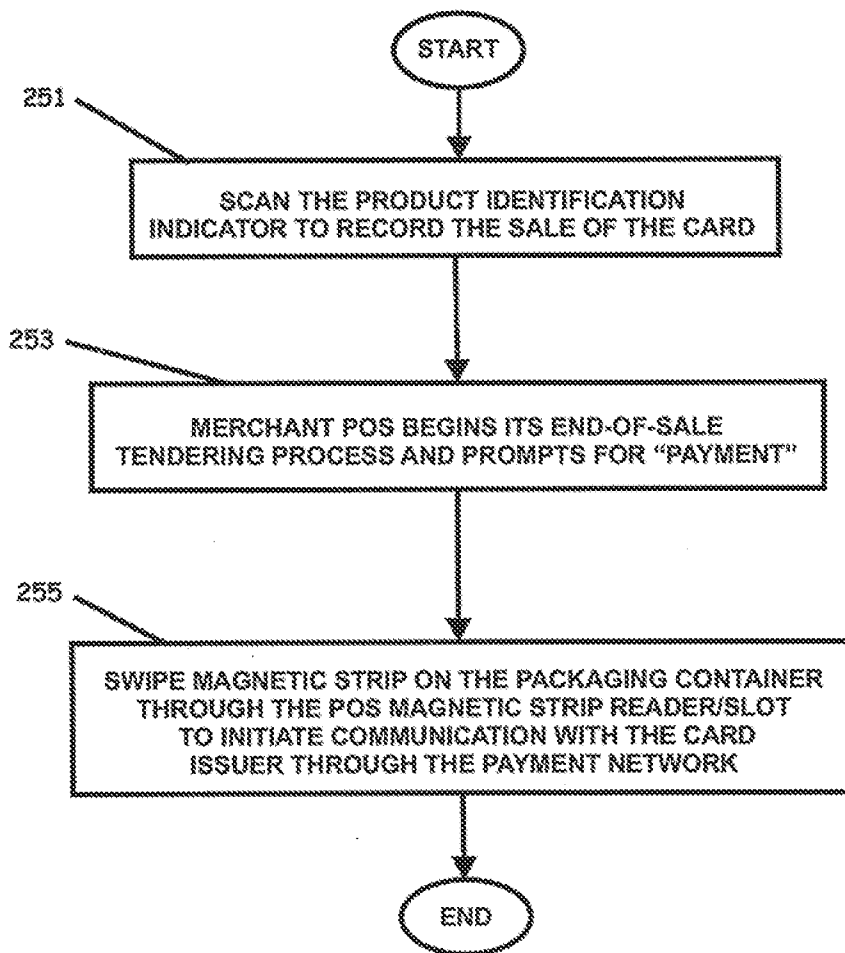 START
251
SCAN THE PRODUCT IDENTIFICATION
INDICATOR TO RECORD THE SALE OF THE CARD
253
MERCHANT POS BEGINS ITS END-OF-SALE
TENDERING PROCESS AND PROMPTS FOR “PAYMENT”
255
SWIPE MAGNETIC STRIP ON THE PACKAGING CONTAINER
THROUGH THE POS MAGNETIC STRIP READER/SLOT
TO INITIATE COMMUNICATION WITH THE CARD
ISSUER THROUGH THE PAYMENT NETWORK
END